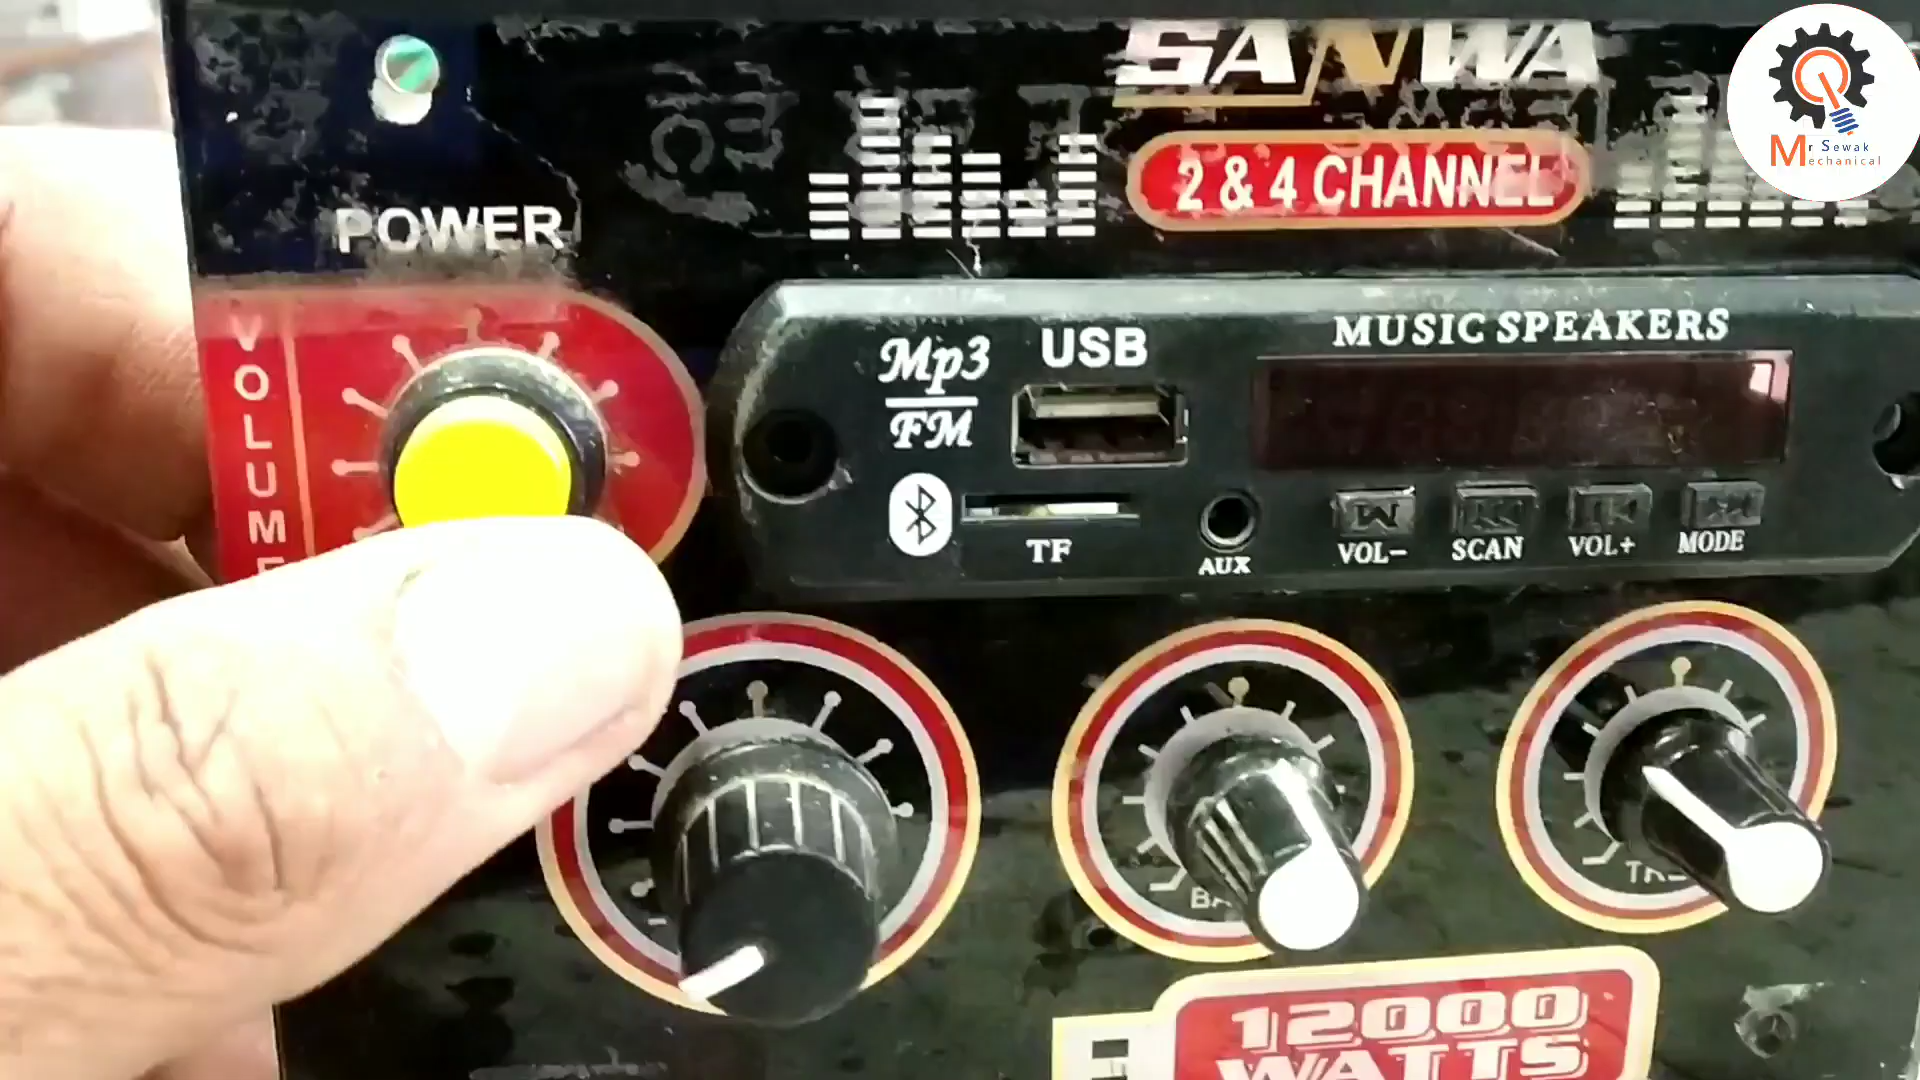 SANWA
Mr Sewak
Mechanical
2 & 4 CHANNEL
POWER
VOLUME
MUSIC SPEAKERS
USB
Mp3
FM
TF
AUX
VOL-
SCAN
VOL+
MODE
12000
WATTS